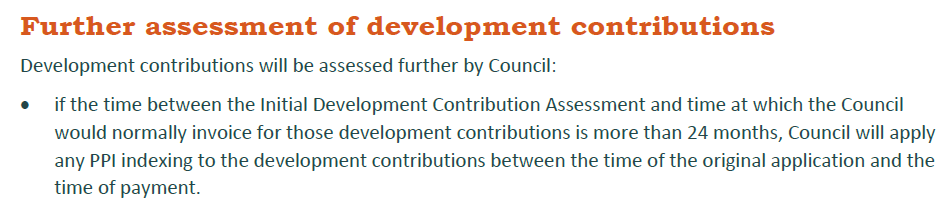 Further assessment of development contributions
Development contributions will be assessed further by Council:
• if the time between the Initial Development Contribution Assessment and time at which the Council
would normally invoice for those development contributions is more than 24 months, Council will apply
any PPI indexing to the development contributions between the time of the original application and the
time of payment.